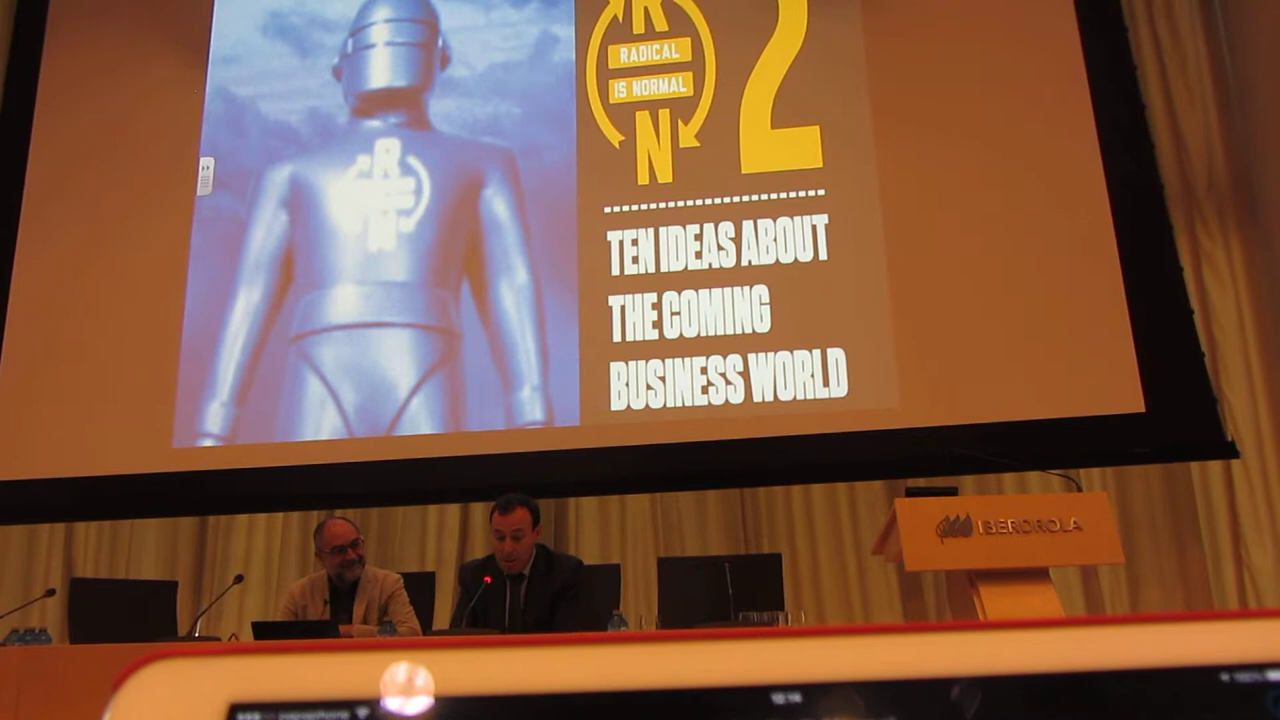 R
RADICAL
IS NORMAL
N
2
TEN IDEAS ABOUT
THE COMING
BUSINESS WORLD
R
N
IBERDROLA